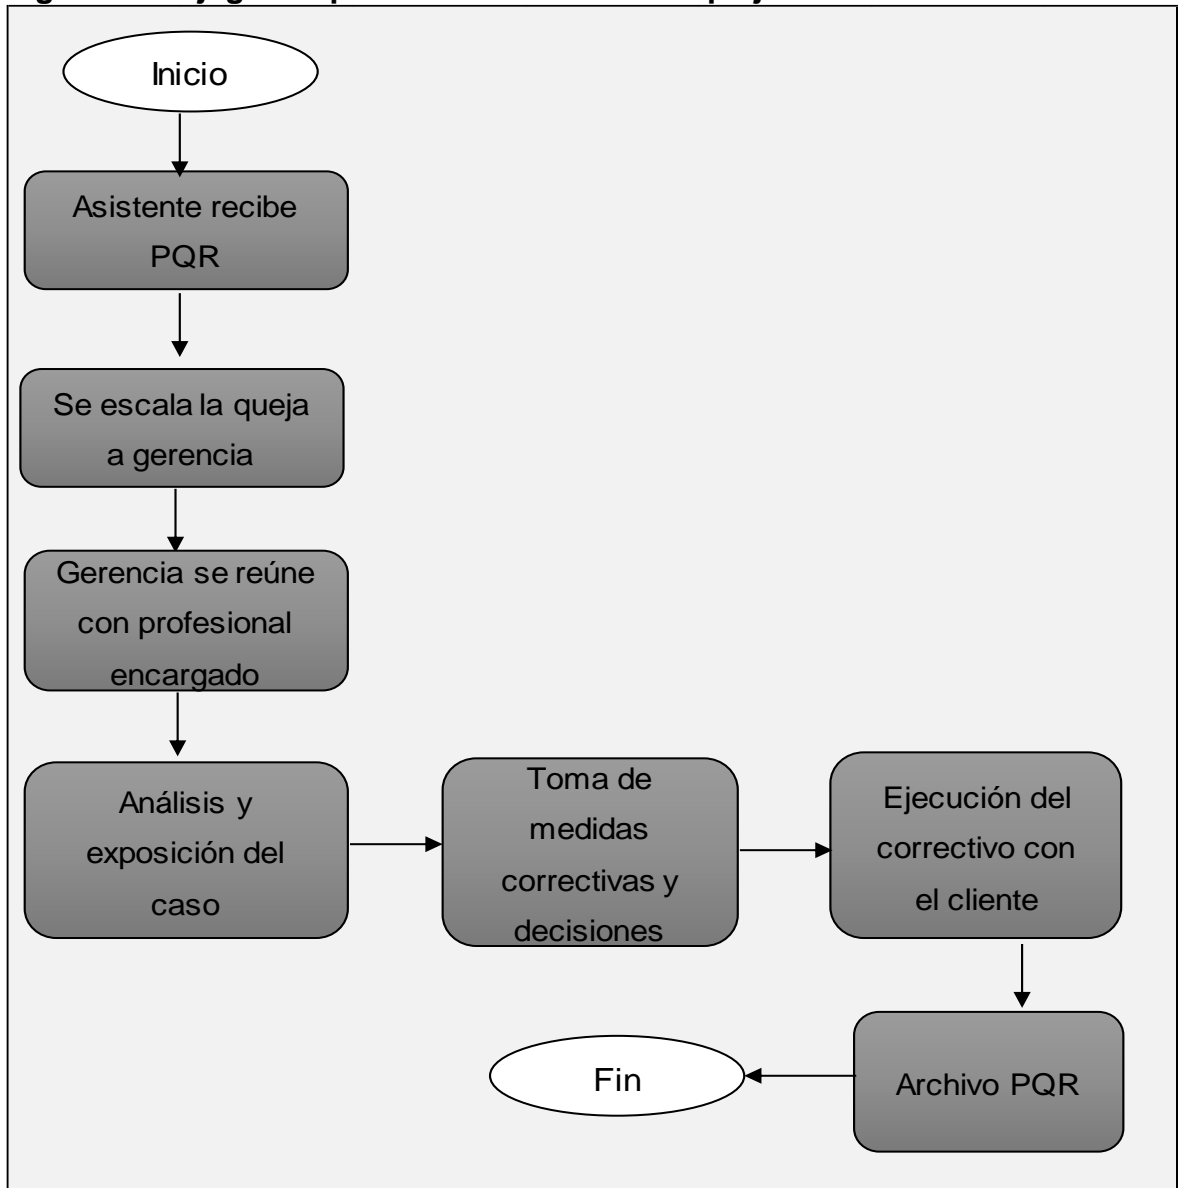 Inicio
Asistente recibe
PQR
Se escala la queja
a gerencia
Gerencia se reúne
con profesional
encargado
Análisis y
exposición del
caso
Toma de
medidas
correctivas y
decisiones
Ejecución del
correctivo con
el cliente
Archivo PQR
Fin